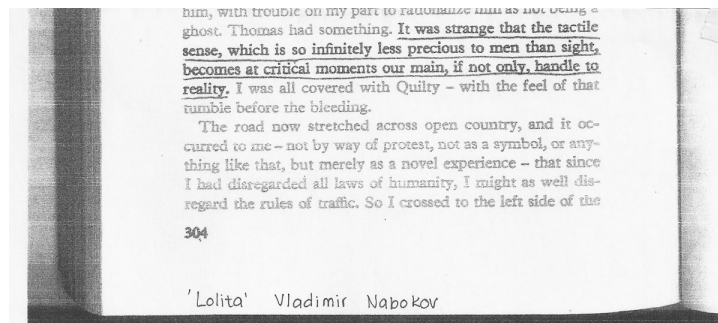 him, with trouble on my part to rationalize him as not being a
ghost. Thomas had something. It was strange that the tactile
sense, which is so infinitely less precious to men than sight,
becomes at critical moments our main, if not only, handle to
reality. I was all covered with Quilty – with the feel of that
tumble before the bleeding.
The road now stretched across open country, and it oc-
curred to me – not by way of protest, not as a symbol, or any-
thing like that, but merely as a novel experience – that since
I had disregarded all laws of humanity, I might as well dis-
regard the rules of traffic. So I crossed to the left side of the
304
'Lolita' Vladimir Nabokov